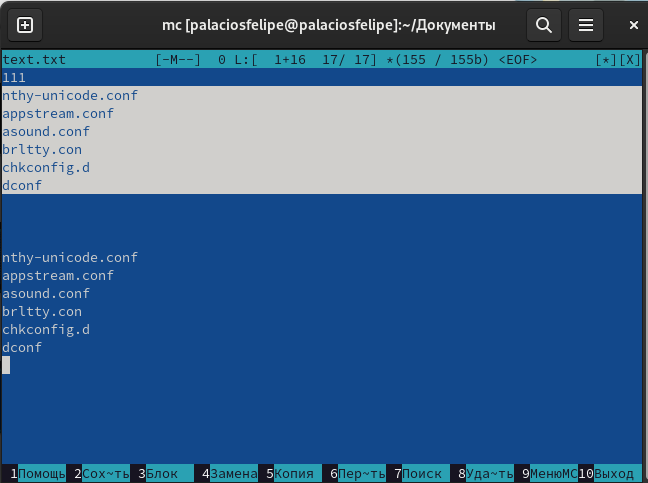 mc [palaciosfelipe@palaciosfelipe]:~/Документы
text.txt [-M--] 0 L:[ 1+16 17/ 17] *(155 / 155b) <EOF> [*][X]
111
nthy-unicode.conf
appstream.conf
asound.conf
brltty.con
chkconfig.d
dconf
nthy-unicode.conf
appstream.conf
asound.conf
brltty.con
chkconfig.d
dconf
1Помощь 2Сох~ть 3Блок 4Замена 5Копия 6Пер~ть 7Поиск 8Уда~ть 9МенюMC 10Выход